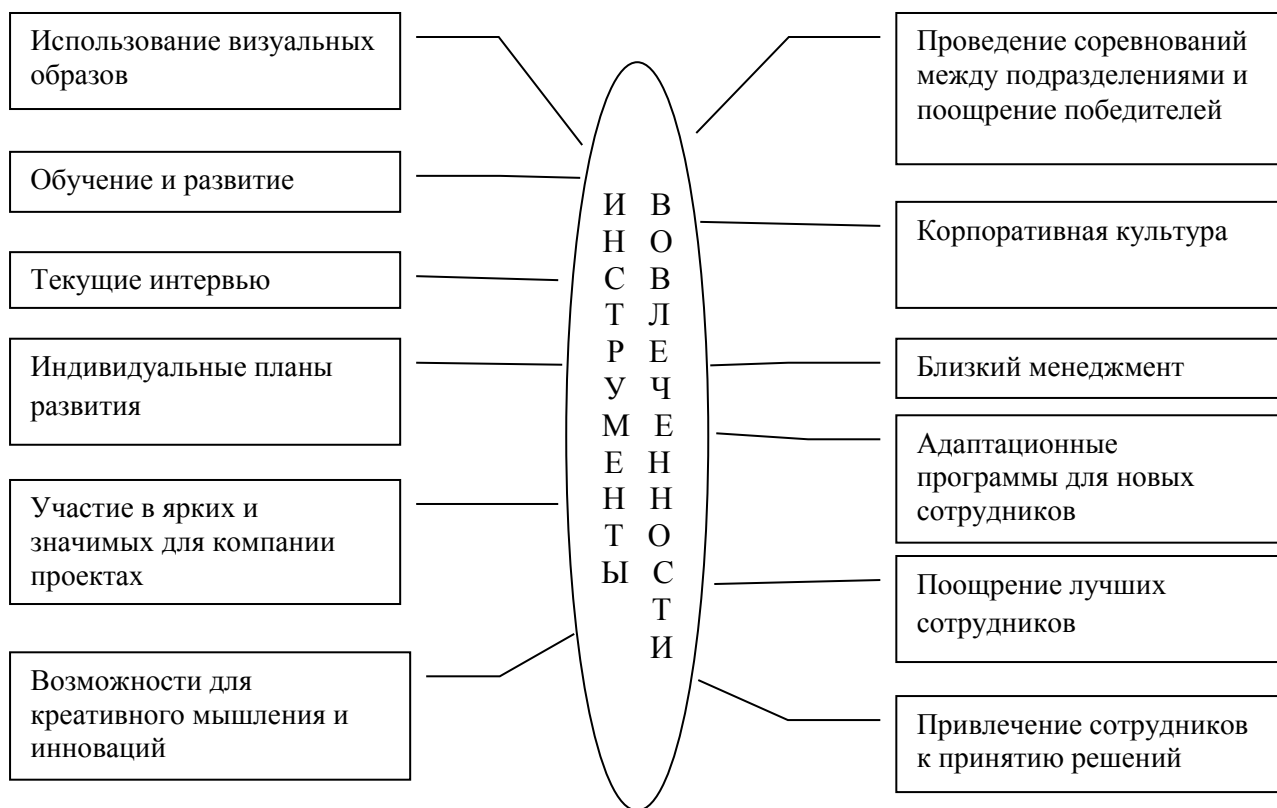 Использование визуальных
образов
Обучение и развитие
Текущие интервью
Индивидуальные планы
развития
Участие в ярких и
значимых для компании
проектах
Возможности для
креативного мышления и
инноваций
ИНСТРУМЕНТЫ
ВОВЛЕЧЕННОСТИ
Проведение соревнований
между подразделениями и
поощрение победителей
Корпоративная культура
Близкий менеджмент
Адаптационные
программы для новых
сотрудников
Поощрение лучших
сотрудников
Привлечение сотрудников
к принятию решений